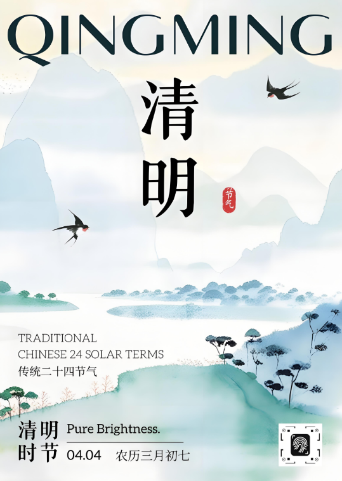 QINGMING
清
明
节气
TRADITIONAL
CHINESE 24 SOLAR TERMS
传统二十四节气
清明
时节
Pure Brightness.
04.04 农历三月初七